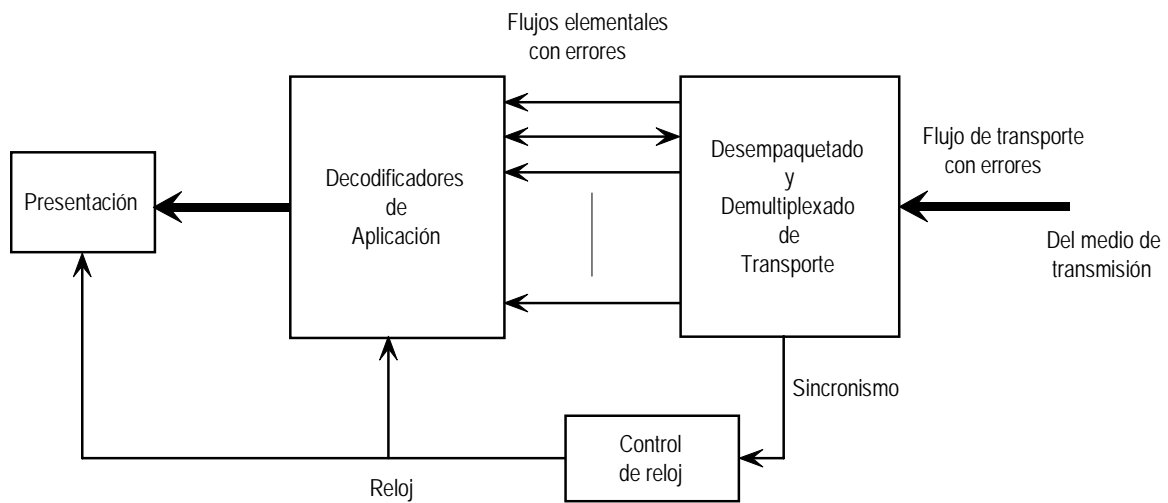 Flujos elementales
con errores
Presentación
Decodificadores
de
Aplicación
Desempaquetado
y
Demultiplexado
de
Transporte
Flujo de transporte
con errores
Del medio de
transmisión
Sincronismo
Control
de reloj
Reloj